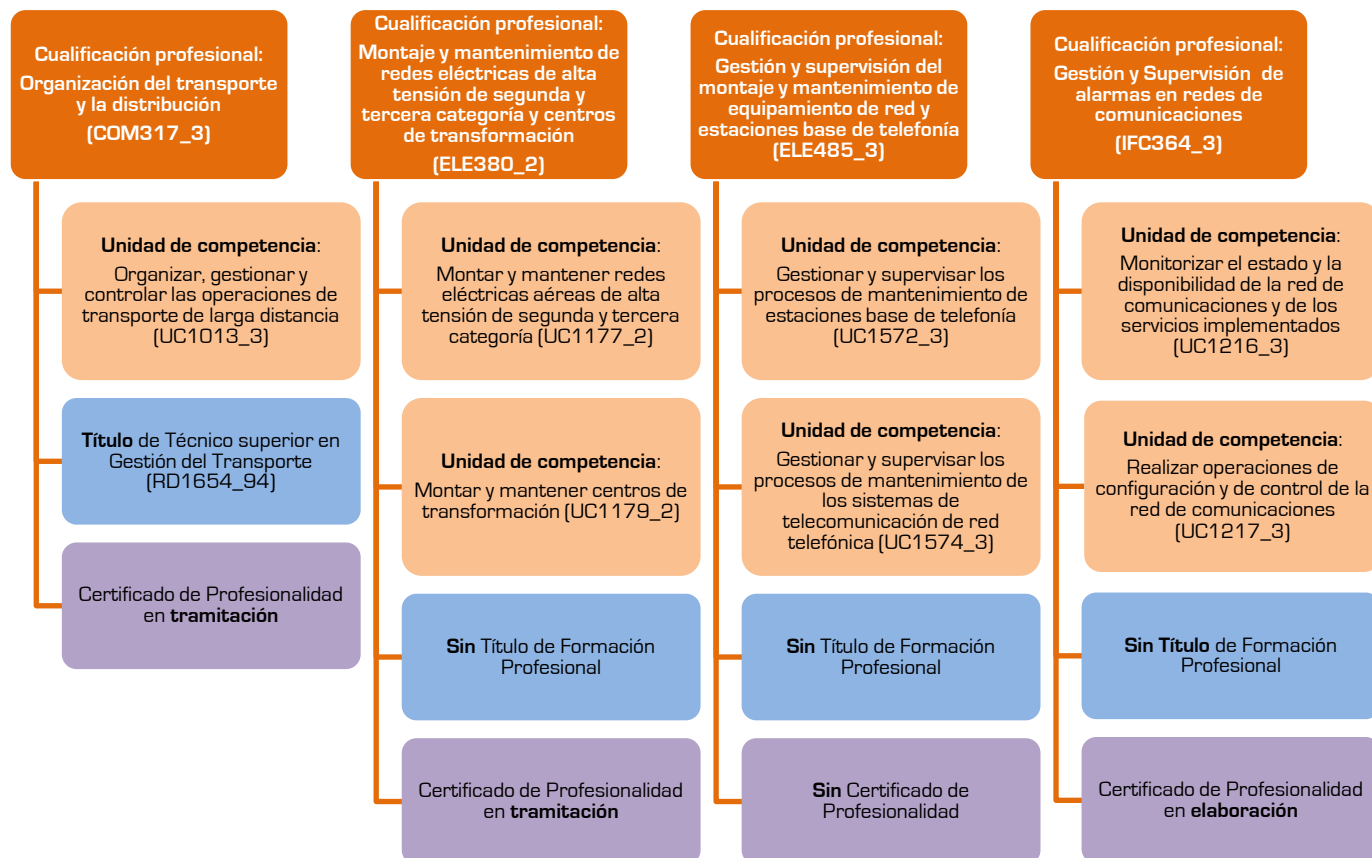 Cualificación profesional:
Organización del transporte
y la distribución
(COM317_3)
Unidad de competencia:
Organizar, gestionar y
controlar las operaciones de
transporte de larga distancia
(UC1013_3)
Título de Técnico superior en
Gestión del Transporte
(RD1654_94)
Certificado de Profesionalidad
en tramitación
Cualificación profesional:
Montaje y mantenimiento de
redes eléctricas de alta
tensión de segunda y
tercera categoría y centros
de transformación
(ELE380_2)
Unidad de competencia:
Montar y mantener redes
eléctricas aéreas de alta
tensión de segunda y tercera
categoría (UC1177_2)
Unidad de competencia:
Montar y mantener centros de
transformación (UC1179_2)
Sin Título de Formación
Profesional
Certificado de Profesionalidad
en tramitación
Cualificación profesional:
Gestión y supervisión del
montaje y mantenimiento de
equipamiento de red y
estaciones base de telefonía
(ELE485_3)
Unidad de competencia:
Gestionar y supervisar los
procesos de mantenimiento de
estaciones base de telefonía
(UC1572_3)
Unidad de competencia:
Gestionar y supervisar los
procesos de mantenimiento de
los sistemas de
telecomunicación de red
telefónica (UC1574_3)
Sin Título de Formación
Profesional
Sin Certificado de
Profesionalidad
Cualificación profesional:
Gestión y Supervisión de
alarmas en redes de
comunicaciones
(IFC364_3)
Unidad de competencia:
Monitorizar el estado y la
disponibilidad de la red de
comunicaciones y de los
servicios implementados
(UC1216_3)
Unidad de competencia:
Realizar operaciones de
configuración y de control de la
red de comunicaciones
(UC1217_3)
Sin Título de Formación
Profesional
Certificado de Profesionalidad
en elaboración